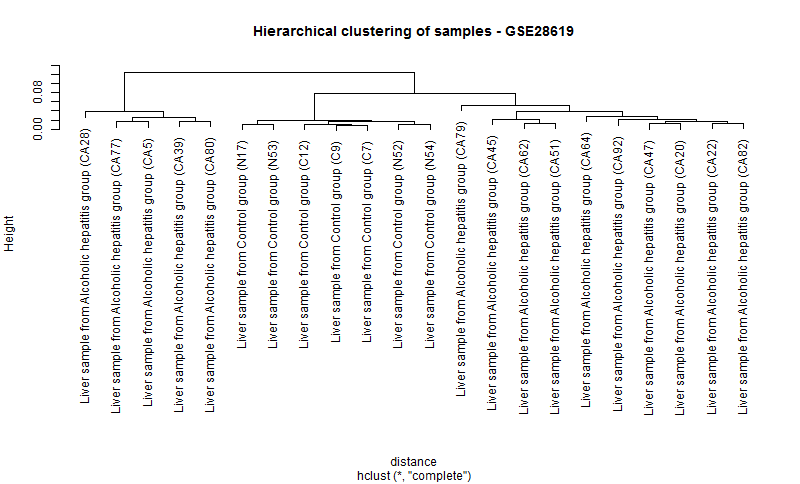 Hierarchical clustering of samples - GSE28619
Height
0.08
0.00
Liver sample from Alcoholic hepatitis group (CA28)
Liver sample from Alcoholic hepatitis group (CA77)
Liver sample from Alcoholic hepatitis group (CA5)
Liver sample from Alcoholic hepatitis group (CA39)
Liver sample from Alcoholic hepatitis group (CA80)
Liver sample from Control group (N17)
Liver sample from Control group (N53)
Liver sample from Control group (C12)
Liver sample from Control group (C9)
Liver sample from Control group (C7)
Liver sample from Control group (N52)
Liver sample from Control group (N54)
Liver sample from Alcoholic hepatitis group (CA79)
Liver sample from Alcoholic hepatitis group (CA45)
Liver sample from Alcoholic hepatitis group (CA62)
Liver sample from Alcoholic hepatitis group (CA51)
Liver sample from Alcoholic hepatitis group (CA64)
Liver sample from Alcoholic hepatitis group (CA92)
Liver sample from Alcoholic hepatitis group (CA47)
Liver sample from Alcoholic hepatitis group (CA20)
Liver sample from Alcoholic hepatitis group (CA22)
Liver sample from Alcoholic hepatitis group (CA82)
distance
hclust (*, "complete")